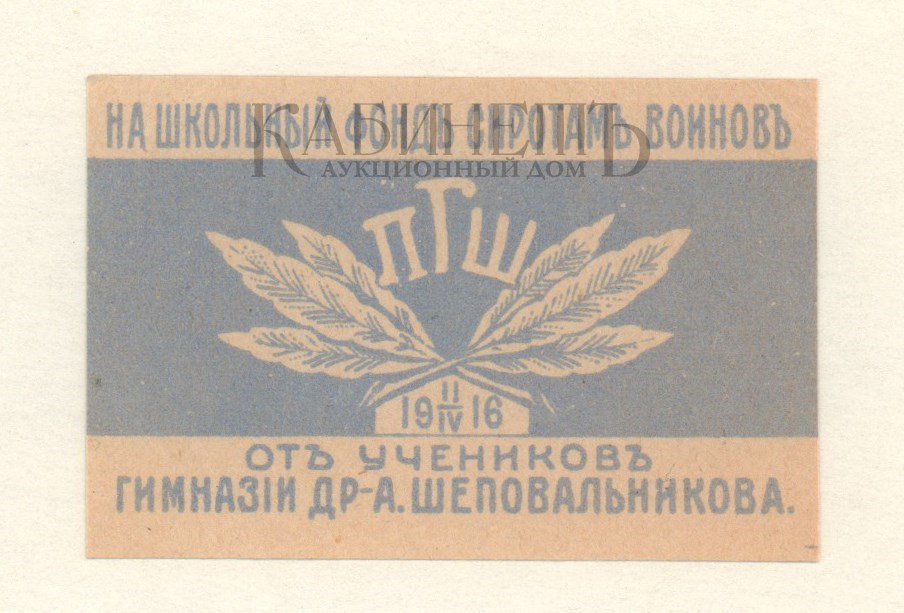 НА ШКОЛЬНЫЙ ФОНДЪ СИРОТАМЪ ВОИНОВЪ
КАБИНЕТЪ
АУКЦИОННЫЙ ДОМ
ПГШ
II
19 IV 16
ОТЪ УЧЕНИКОВЪ
ГИМНАЗІИ ДР-А. ШЕПОВАЛЬНИКОВА.